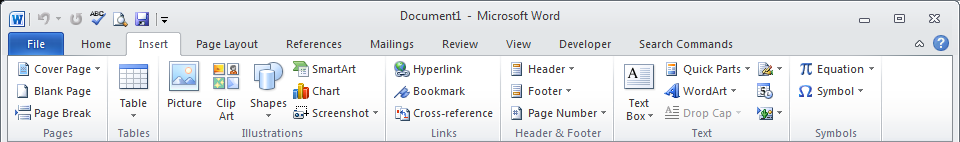 Document1 - Microsoft Word
File Home Insert Page Layout References Mailings Review View Developer Search Commands
Cover Page
Blank Page
Page Break
Pages
Table
Tables
Picture
Clip
Art
Shapes
SmartArt
Chart
Screenshot
Illustrations
Hyperlink
Bookmark
Cross-reference
Links
Header
Footer
Page Number
Header & Footer
Text
Box
Quick Parts
WordArt
Drop Cap
Text
Equation
Symbol
Symbols